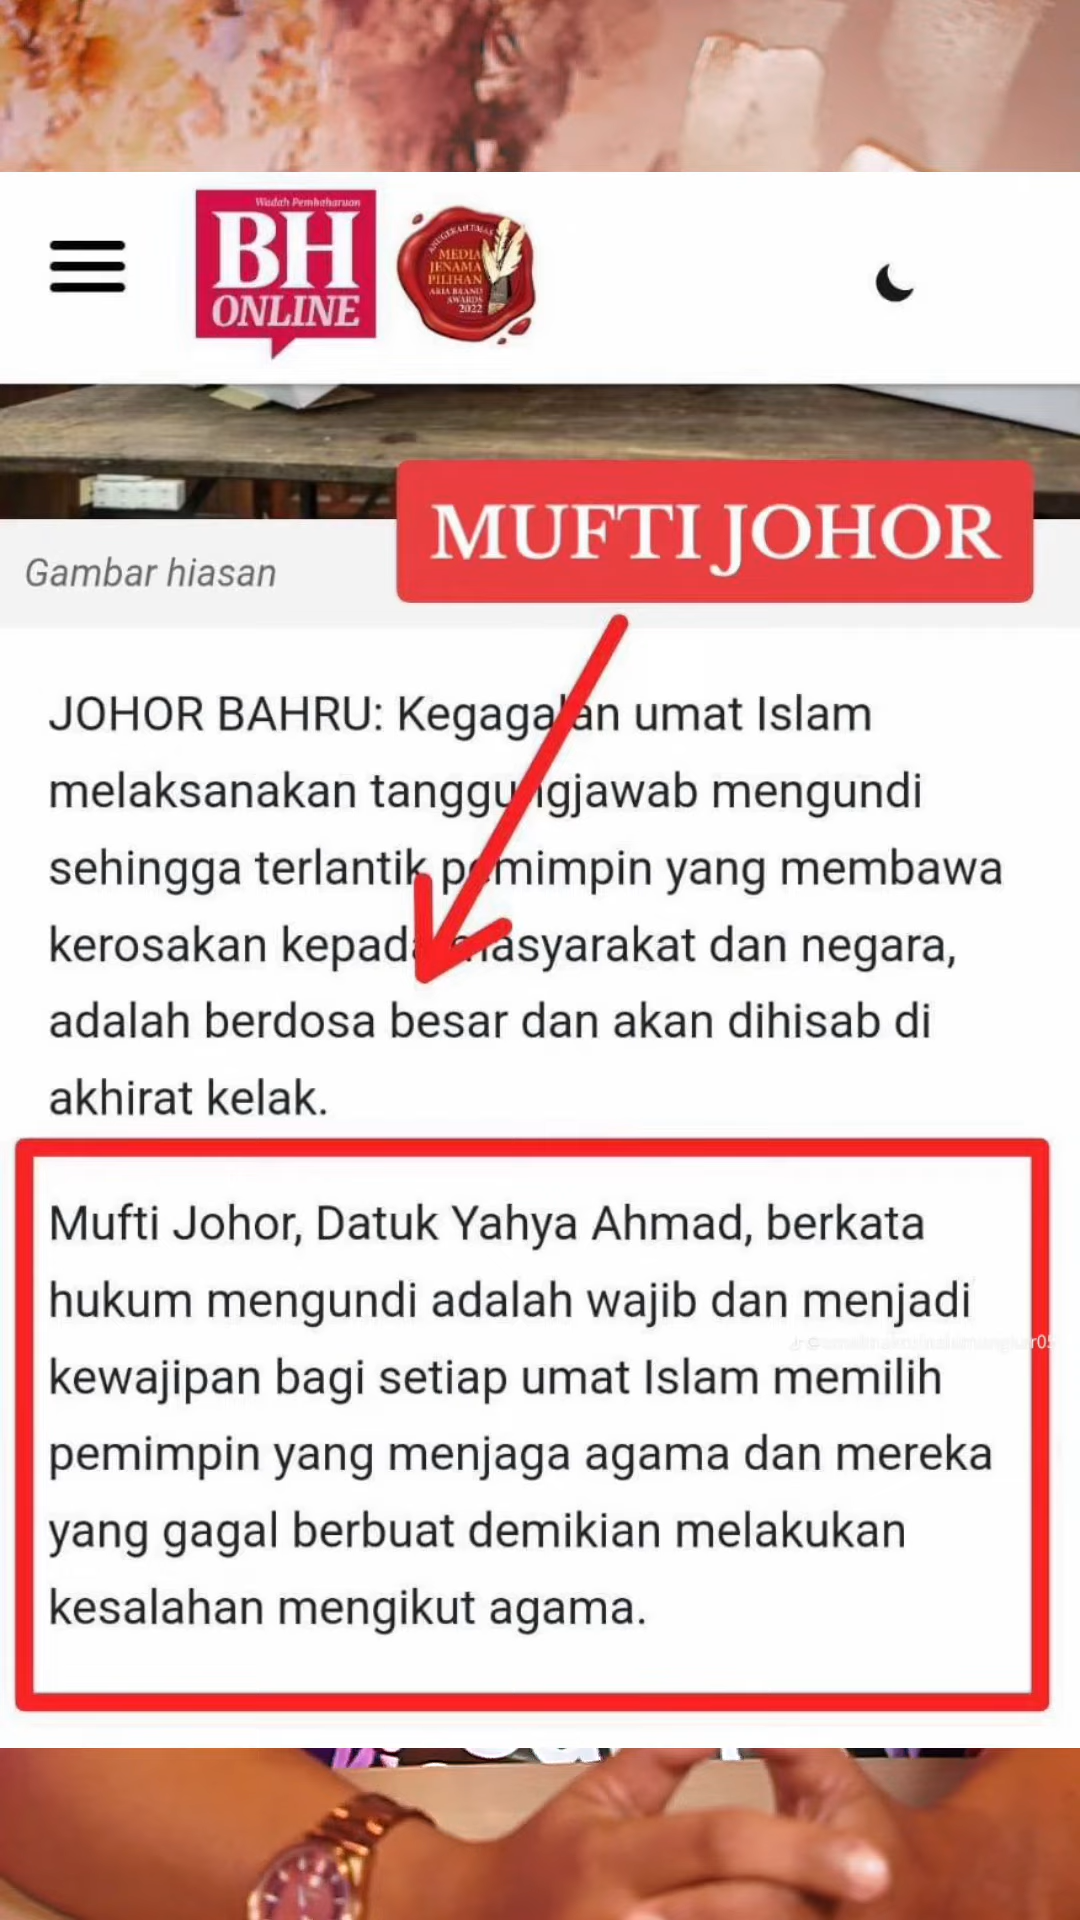 Wadah Pembaharuan
BH
ONLINE
MEDIA
JENAMA
PILIHAN
ASIA BRAND
AWARDS
2022
MUFTI JOHOR
Gambar hiasan
JOHOR BAHRU: Kegagalan umat Islam
melaksanakan tanggungjawab mengundi
sehingga terlantik pemimpin yang membawa
kerosakan kepada masyarakat dan negara,
adalah berdosa besar dan akan dihisab di
akhirat kelak.
Mufti Johor, Datuk Yahya Ahmad, berkata
hukum mengundi adalah wajib dan menjadi
kewajipan bagi setiap umat Islam memilih
pemimpin yang menjaga agama dan mereka
yang gagal berbuat demikian melakukan
kesalahan mengikut agama.